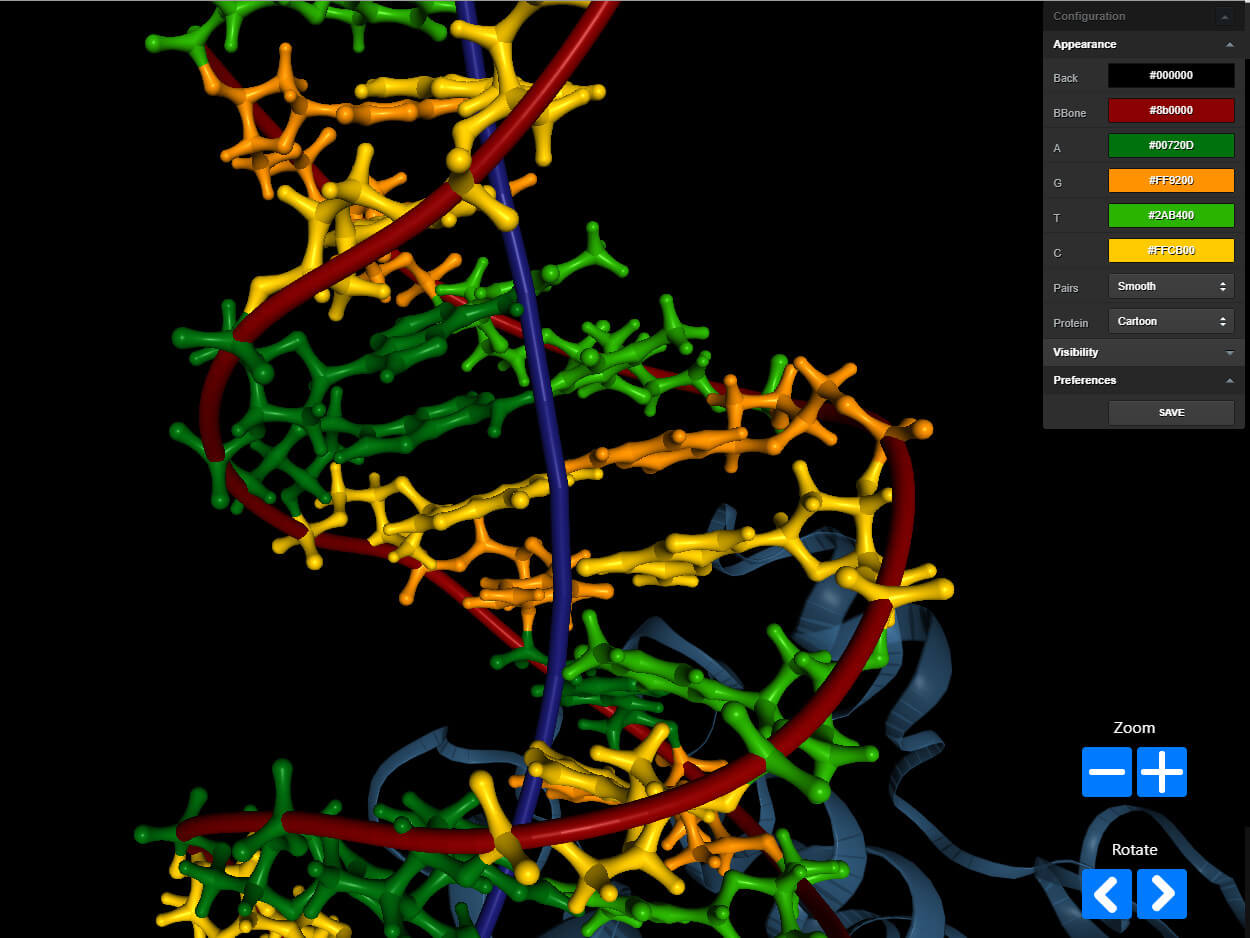 Configuration
Appearance
Back #000000
BBone #8b0000
A #00720D
G #FF9200
T #2AB400
C #FFCB00
Pairs Smooth
Protein Cartoon
Visibility
Preferences
SAVE
Zoom
Rotate